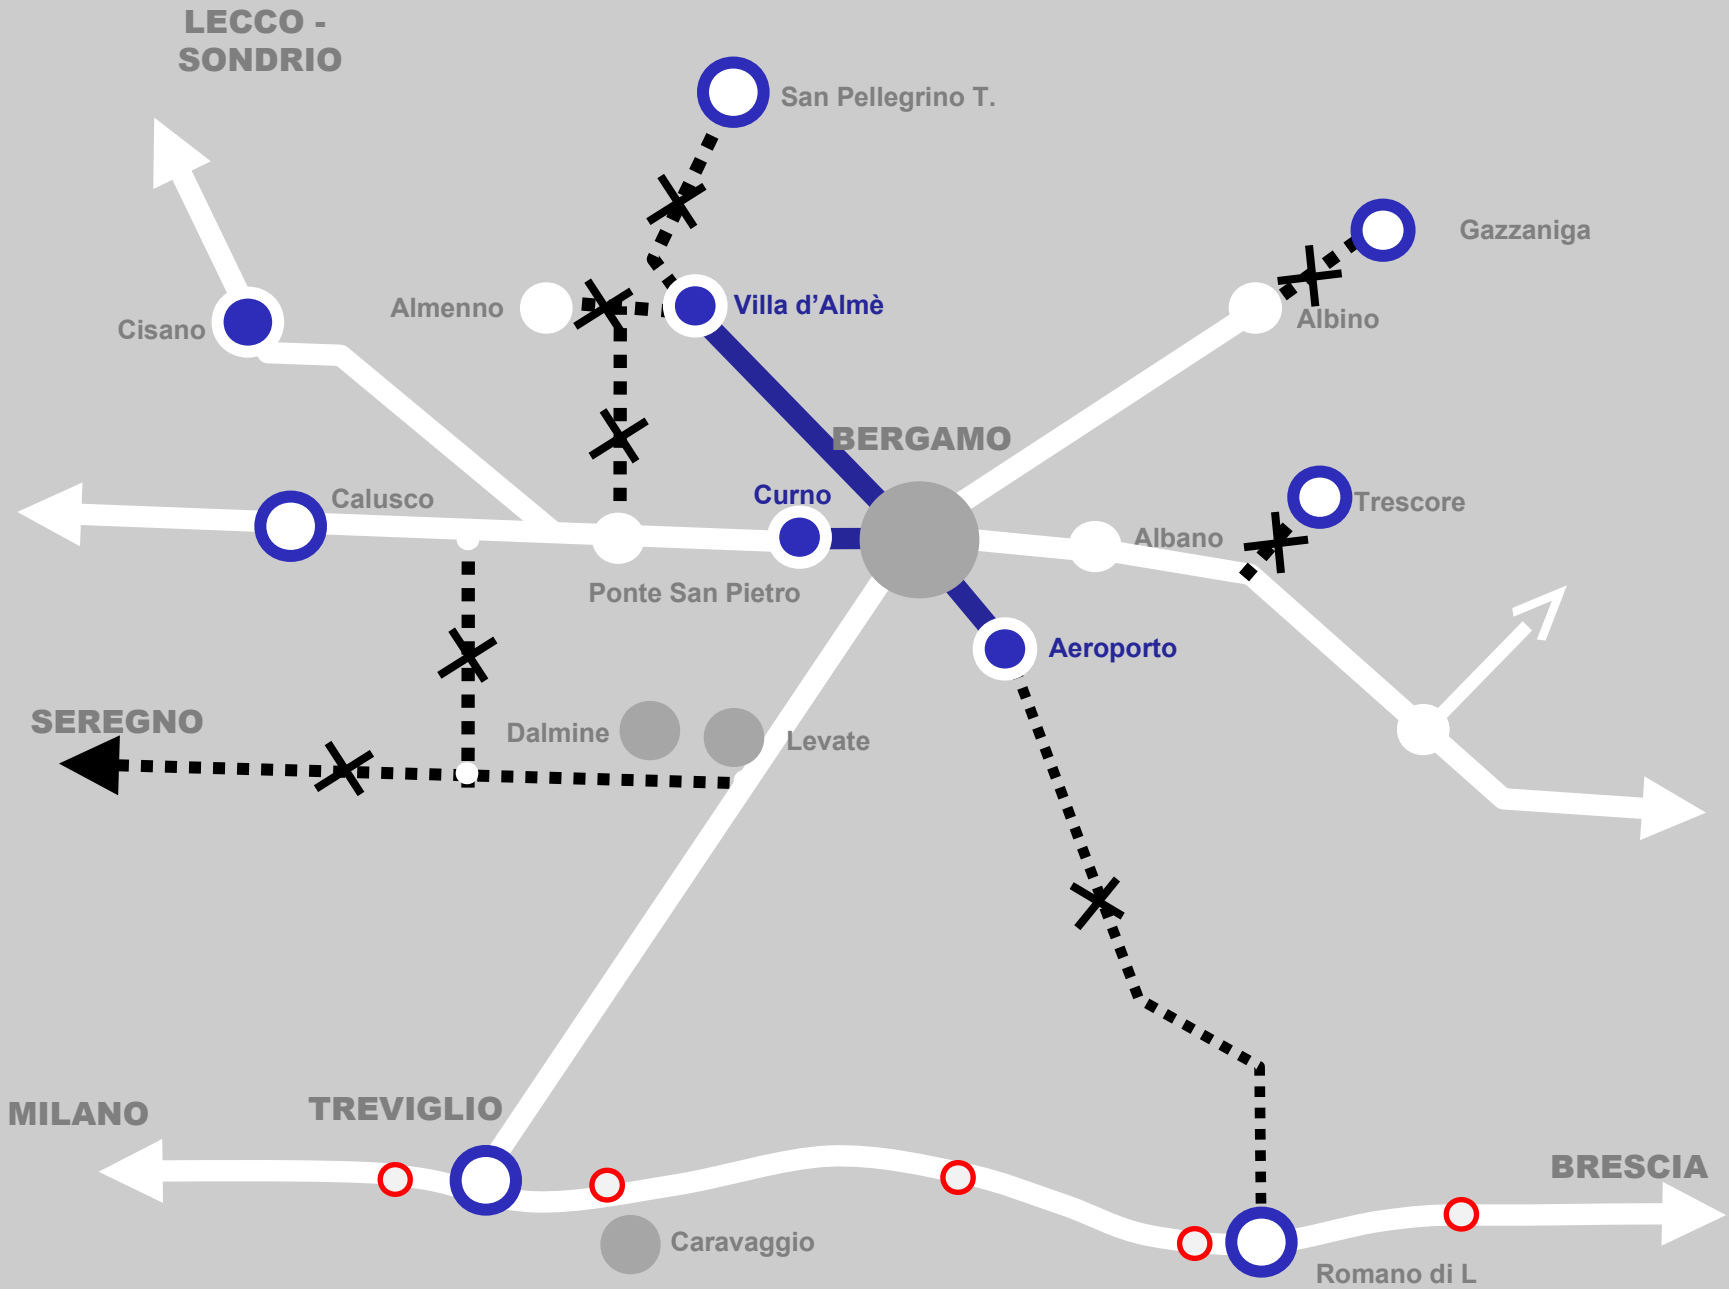 LECCO -
SONDRIO
San Pellegrino T.
Gazzaniga
Almenno
Villa d’Almè
Cisano
Albino
BERGAMO
Calusco
Curno
Trescore
Albano
Ponte San Pietro
Aeroporto
SEREGNO
Dalmine
Levate
MILANO
TREVIGLIO
BRESCIA
Caravaggio
Romano di L